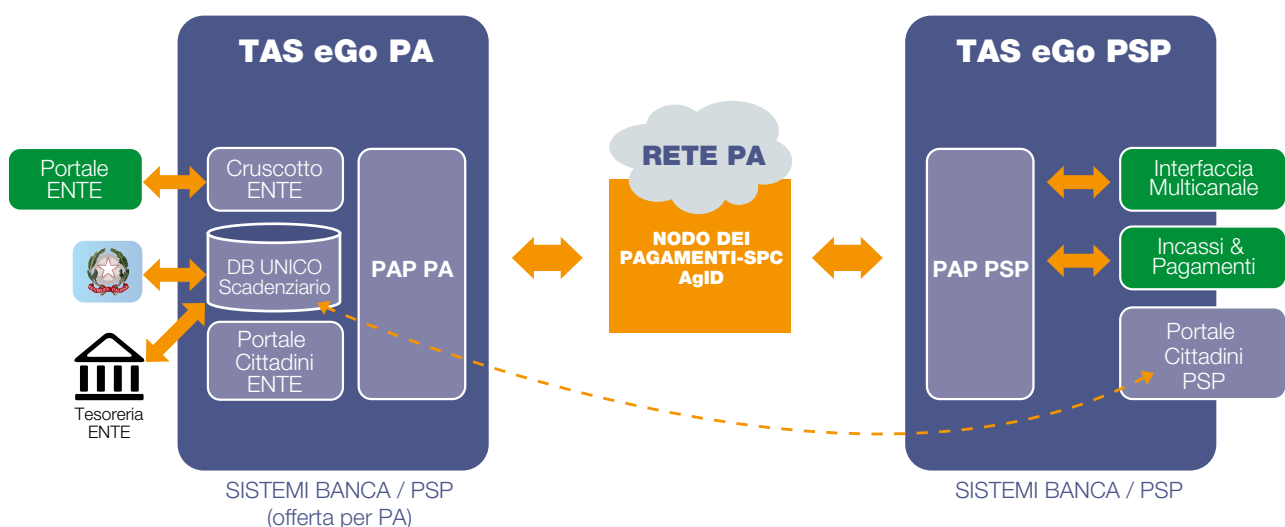 TAS eGo PA
Portale
ENTE
Cruscotto
ENTE
DB UNICO
Scadenziario
Portale
Cittadini
ENTE
PAP PA
Tesoreria
ENTE
SISTEMI BANCA / PSP
(offerta per PA)
RETE PA
NODO DEI
PAGAMENTI-SPC
AgID
TAS eGo PSP
PAP PSP
Interfaccia
Multicanale
Incassi &
Pagamenti
Portale
Cittadini
PSP
SISTEMI BANCA / PSP